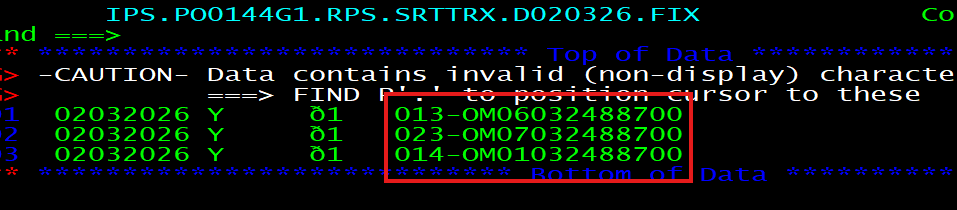 IPS.PO0144G1.RPS.SRTTRX.D020326.FIX Co
and ===>
** ***************************** Top of Data *************
G> -CAUTION- Data contains invalid (non-display) characte
G> ===> FIND P'.' to position cursor to these
01 02032026 Y ð1 013-OM06032488700
02 02032026 Y ð1 023-OM07032488700
03 02032026 Y ð1 014-OM01032488700
** **************************** Bottom of Data ***********